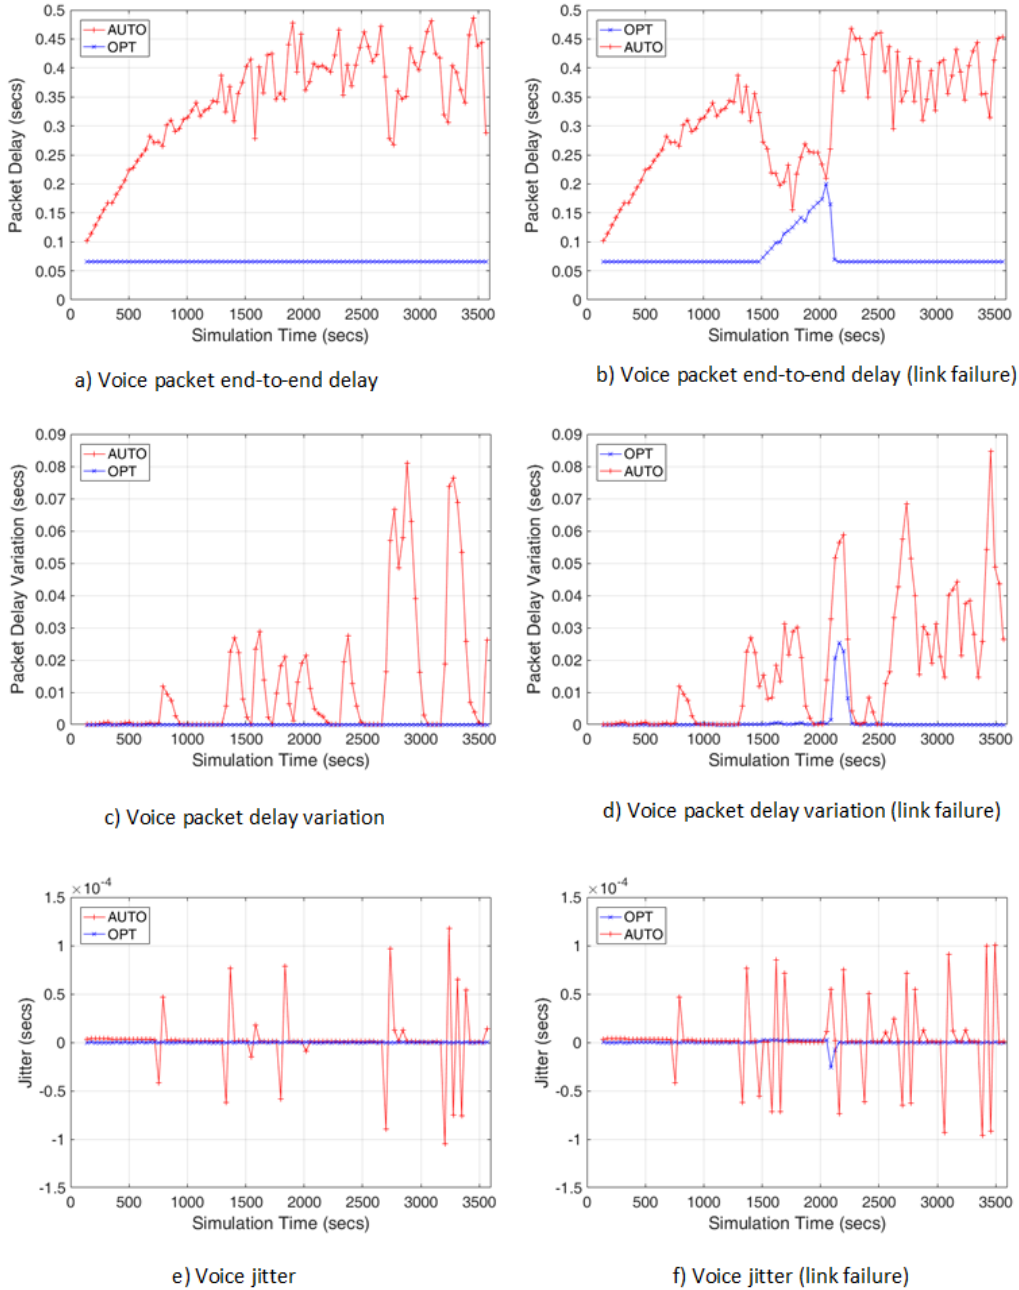 0.5
0.45
0.4
0.35
0.3
0.25
0.2
0.15
0.1
0.05
0
AUTO
OPT
Packet Delay (secs)
0 500 1000 1500 2000 2500 3000 3500
Simulation Time (secs)
a) Voice packet end-to-end delay
0.5
0.45
0.4
0.35
0.3
0.25
0.2
0.15
0.1
0.05
0
OPT
AUTO
Packet Delay (secs)
0 500 1000 1500 2000 2500 3000 3500
Simulation Time (secs)
b) Voice packet end-to-end delay (link failure)
0.09
0.08
0.07
0.06
0.05
0.04
0.03
0.02
0.01
0
AUTO
OPT
Packet Delay Variation (secs)
0 500 1000 1500 2000 2500 3000 3500
Simulation Time (secs)
c) Voice packet delay variation
0.09
0.08
0.07
0.06
0.05
0.04
0.03
0.02
0.01
0
OPT
AUTO
Packet Delay Variation (secs)
0 500 1000 1500 2000 2500 3000 3500
Simulation Time (secs)
d) Voice packet delay variation (link failure)
×10⁻⁴
1.5
1
0.5
0
-0.5
-1
-1.5
AUTO
OPT
Jitter (secs)
0 500 1000 1500 2000 2500 3000 3500
Simulation Time (secs)
e) Voice jitter
×10⁻⁴
1.5
1
0.5
0
-0.5
-1
-1.5
OPT
AUTO
Jitter (secs)
0 500 1000 1500 2000 2500 3000 3500
Simulation Time (secs)
f) Voice jitter (link failure)